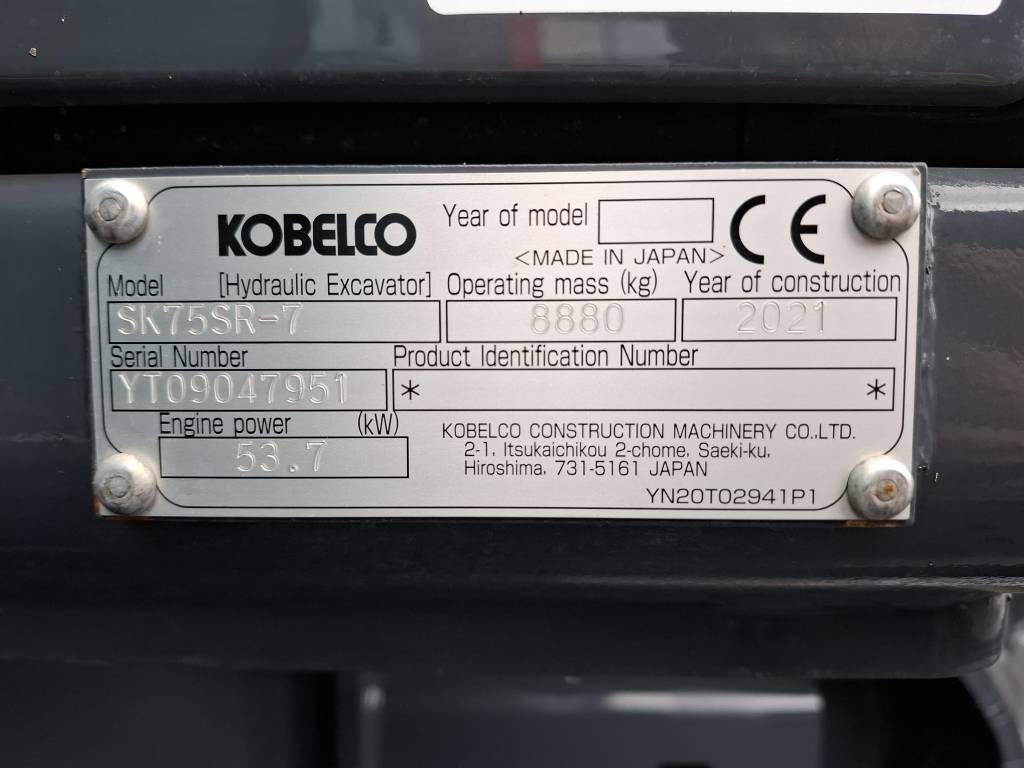 KOBELCO Year of model CE
<MADE IN JAPAN>
Model [Hydraulic Excavator] Operating mass (kg) Year of construction
SK75SR-7 8880 2021
Serial Number Product Identification Number
YT09047951 * *
Engine power (kW)
53.7
KOBELCO CONSTRUCTION MACHINERY CO.,LTD.
2-1, Itsukaichikou 2-chome, Saeki-ku,
Hiroshima, 731-5161 JAPAN
YN20T02941P1